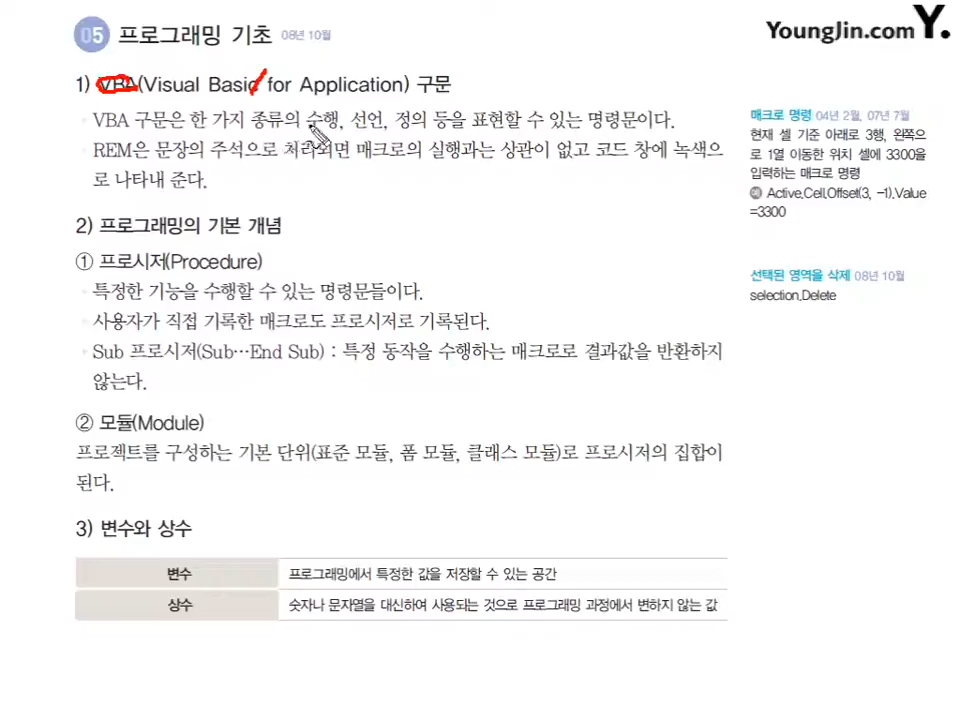 05 프로그래밍 기초 08년 10월
YoungJin.com Y.
1) VBA(Visual Basic for Application) 구문
VBA 구문은 한 가지 종류의 수행, 선언, 정의 등을 표현할 수 있는 명령문이다.
REM은 문장의 주석으로 처리되면 매크로의 실행과는 상관이 없고 코드 창에 녹색으
로 나타내 준다.
2) 프로그래밍의 기본 개념
① 프로시저(Procedure)
특정한 기능을 수행할 수 있는 명령문들이다.
사용자가 직접 기록한 매크로도 프로시저로 기록된다.
Sub 프로시저(Sub…End Sub) : 특정 동작을 수행하는 매크로로 결과값을 반환하지
않는다.
② 모듈(Module)
프로젝트를 구성하는 기본 단위(표준 모듈, 폼 모듈, 클래스 모듈)로 프로시저의 집합이
된다.
3) 변수와 상수
변수 프로그래밍에서 특정한 값을 저장할 수 있는 공간
상수 숫자나 문자열을 대신하여 사용되는 것으로 프로그래밍 과정에서 변하지 않는 값
매크로 명령 04년 2월, 07년 7월
현재 셀 기준 아래로 3행, 왼쪽으
로 1열 이동한 위치 셀에 3300을
입력하는 매크로 명령
예 Active.Cell.Offset(3, -1).Value
=3300
선택된 영역을 삭제 08년 10월
selection.Delete